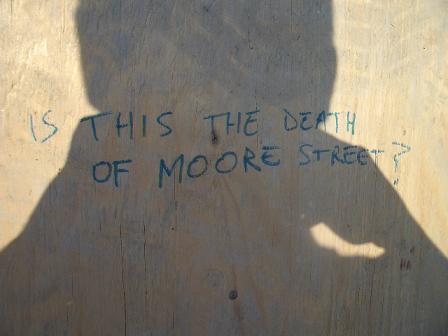 IS THIS THE DEATH
OF MOORE STREET?